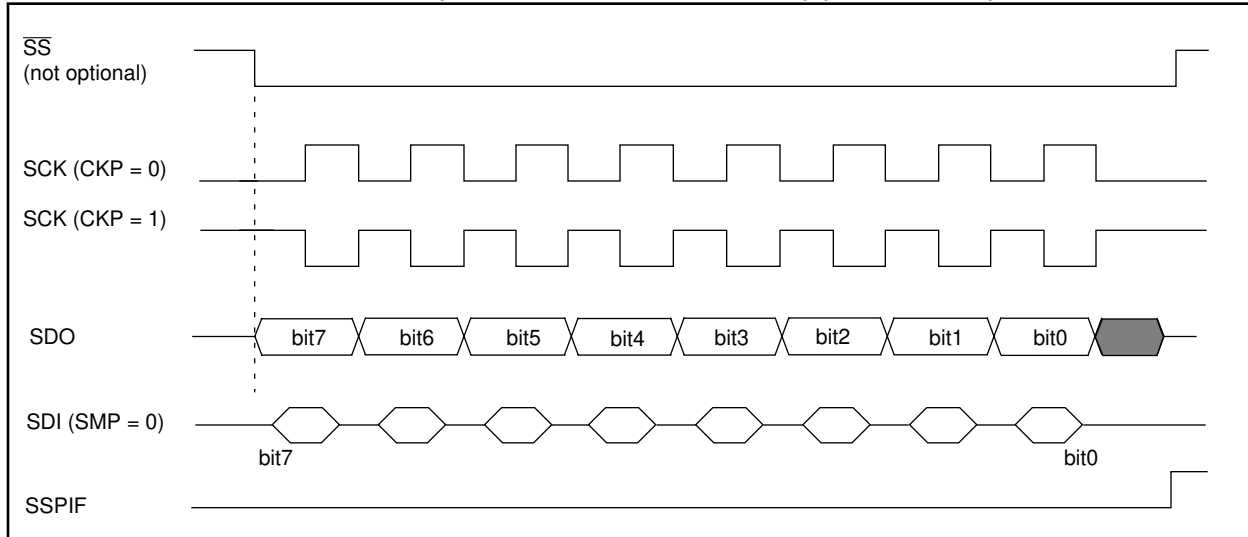 SS
(not optional)
SCK (CKP = 0)
SCK (CKP = 1)
SDO
bit7 bit6 bit5 bit4 bit3 bit2 bit1 bit0
SDI (SMP = 0)
bit7 bit0
SSPIF